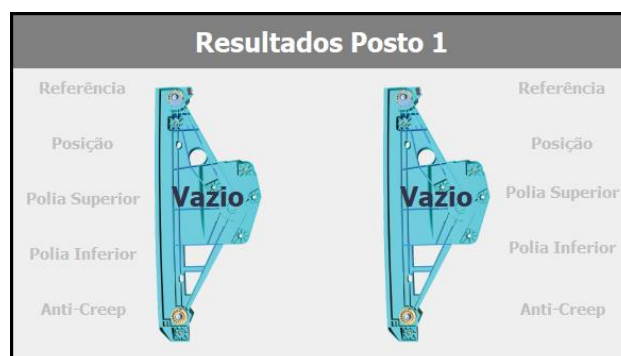 Resultados Posto 1
Referência
Posição
Polia Superior
Polia Inferior
Anti-Creep
Vazio
Vazio
Referência
Posição
Polia Superior
Polia Inferior
Anti-Creep